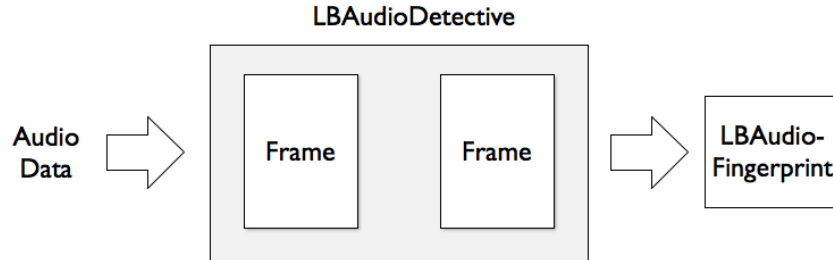 LBAudioDetective
Audio
Data
Frame
Frame
LBAudio-
Fingerprint